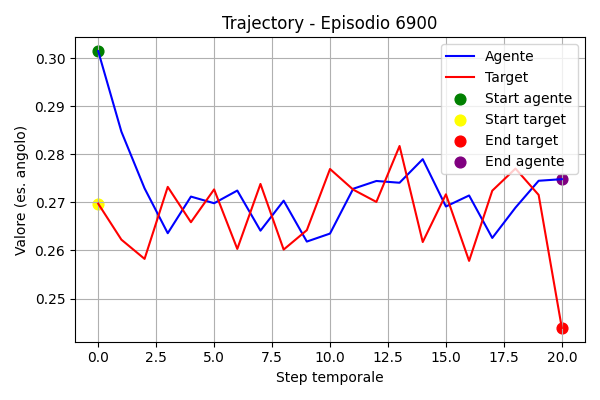 Trajectory - Episodio 6900
Valore (es. angolo)
0.30
0.29
0.28
0.27
0.26
0.25
Agente
Target
Start agente
Start target
End target
End agente
0.0 2.5 5.0 7.5 10.0 12.5 15.0 17.5 20.0
Step temporale